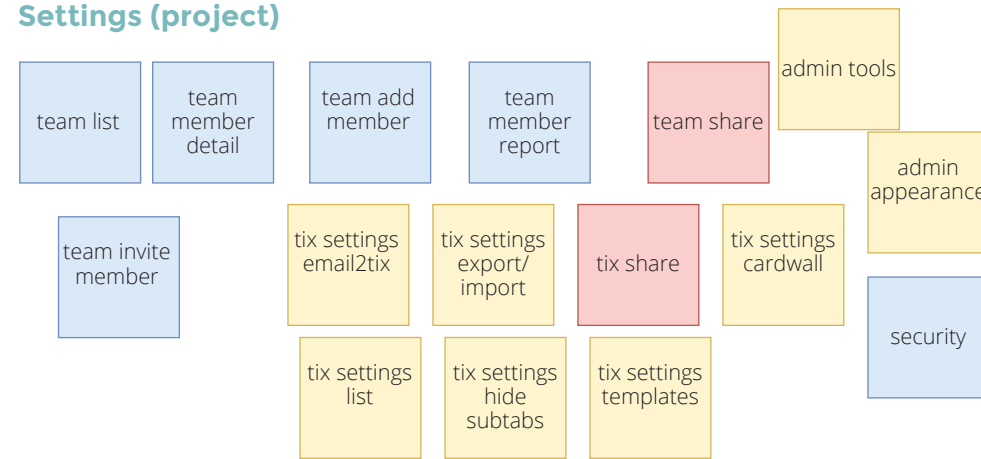 Settings (project)
admin tools
team list
team
member
detail
team add
member
team
member
report
team share
admin
appearance
team invite
member
tix settings
email2tix
tix settings
export/
import
tix share
tix settings
cardwall
security
tix settings
list
tix settings
hide
subtabs
tix settings
templates